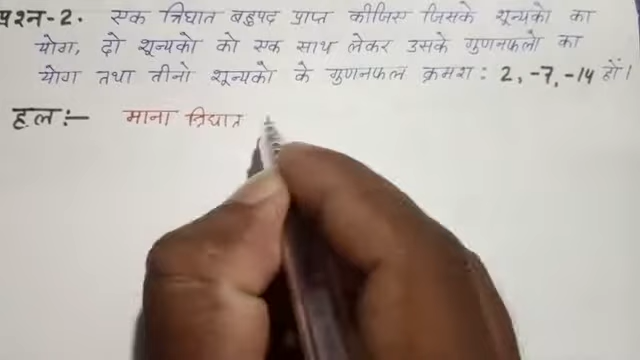 प्रश्न-2. एक त्रिघात बहुपद प्राप्त कीजिए जिसके शून्यको का
योग, दो शून्यको को एक साथ लेकर उसके गुणनफलो का
योग तथा तीनो शून्यको के गुणनफल क्रमश: 2, -7, -14 हों।
हल:- माना त्रिघात